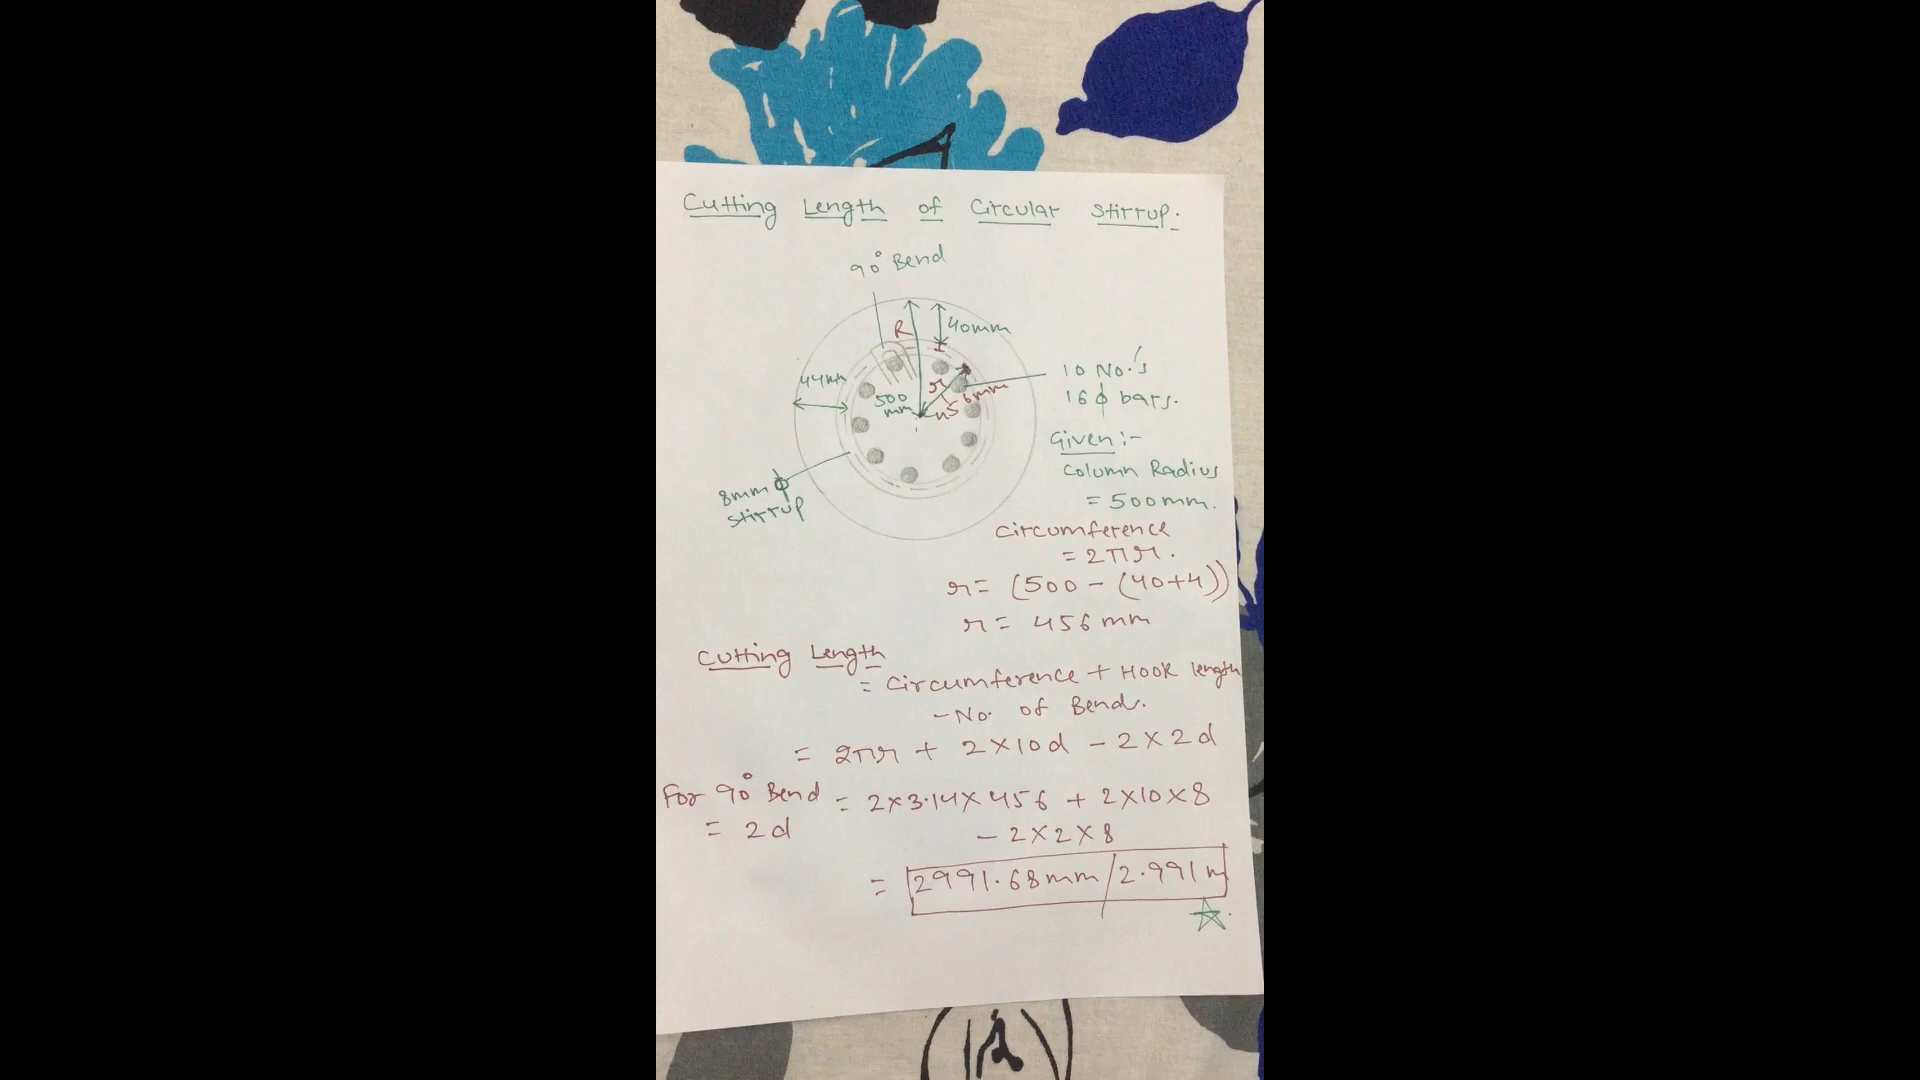 Cutting Length of Circular Stirrup.
90° Bend
R
40mm
44mm
500
mm
r
456mm
10 No.'s
16ϕ bars.
Given:-
Column Radius
= 500mm.
8mm ϕ
stirrup
Circumference
= 2πr.
r = (500 - (40+4))
r = 456 mm
Cutting Length
= Circumference + Hook length
- No. of Bends.
= 2πr + 2×10d - 2×2d
For 90° Bend
= 2d
= 2×3.14×456 + 2×10×8
- 2×2×8
= 2991.68mm/2.991m